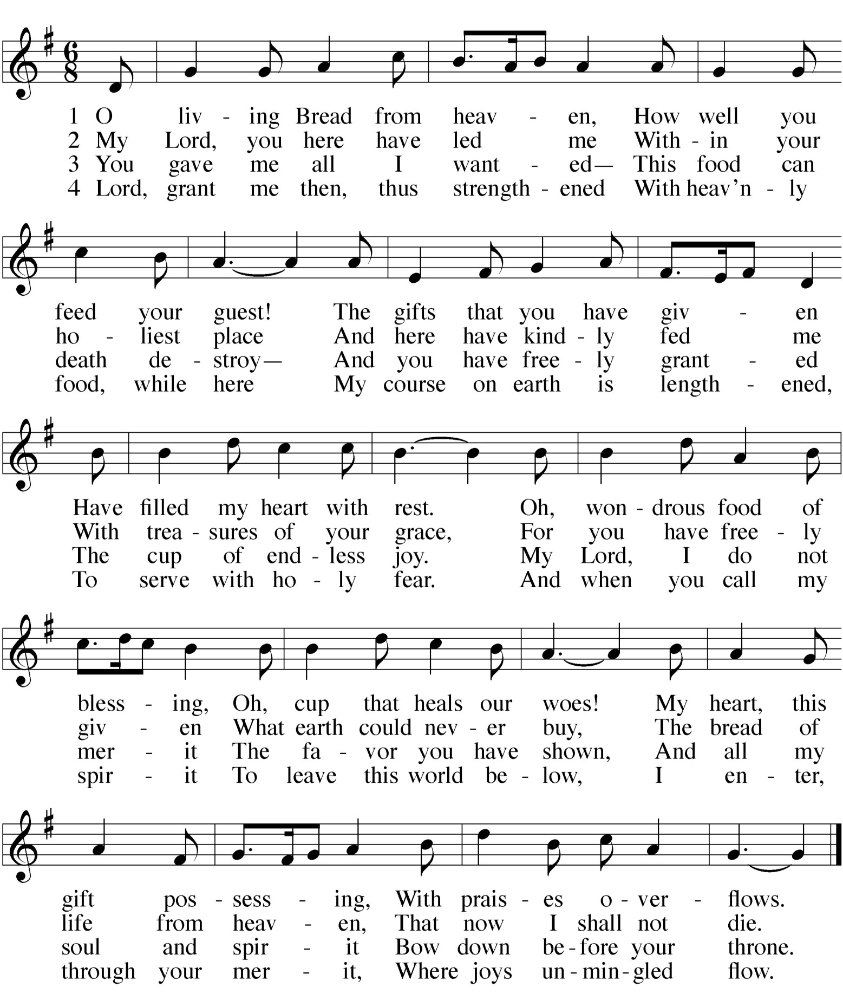 6
8
1 O liv - ing Bread from heav - en, How well you
2 My Lord, you here have led me With - in your
3 You gave me all I want - ed— This food can
4 Lord, grant me then, thus strength - ened With heav’n - ly
feed your guest! The gifts that you have giv - en
ho - liest place And here have kind - ly fed me
death de - stroy— And you have free - ly grant - ed
food, while here My course on earth is length - ened,
Have filled my heart with rest. Oh, won - drous food of
With trea - sures of your grace, For you have free - ly
The cup of end - less joy. My Lord, I do not
To serve with ho - ly fear. And when you call my
bless - ing, Oh, cup that heals our woes! My heart, this
giv - en What earth could nev - er buy, The bread of
mer - it The fa - vor you have shown, And all my
spir - it To leave this world be - low, I en - ter,
gift pos - sess - ing, With prais - es o - ver - flows.
life from heav - en, That now I shall not die.
soul and spir - it Bow down be - fore your throne.
through your mer - it, Where joys un - min - gled flow.